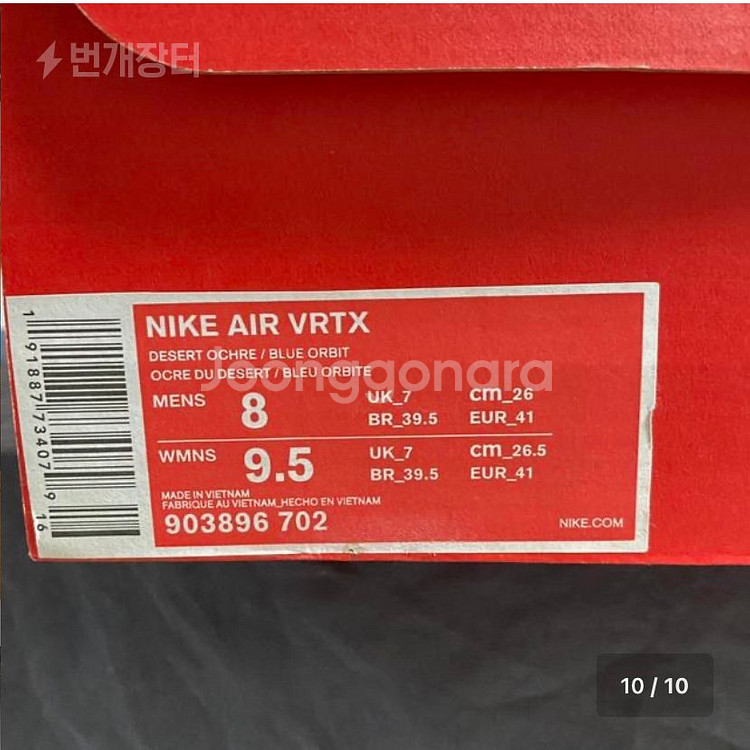 번개장터
NIKE AIR VRTX
DESERT OCHRE / BLUE ORBIT
OCRE DU DESERT / BLEU ORBITE
Joonggonara
MENS 8 UK_7 cm_26
BR_39.5 EUR_41
WMNS 9.5 UK_7 cm_26.5
BR_39.5 EUR_41
MADE IN VIETNAM
FABRIQUE AU VIETNAM_HECHO EN VIETNAM
903896 702
NIKE.COM
1 91887 73407 9 16
10 / 10